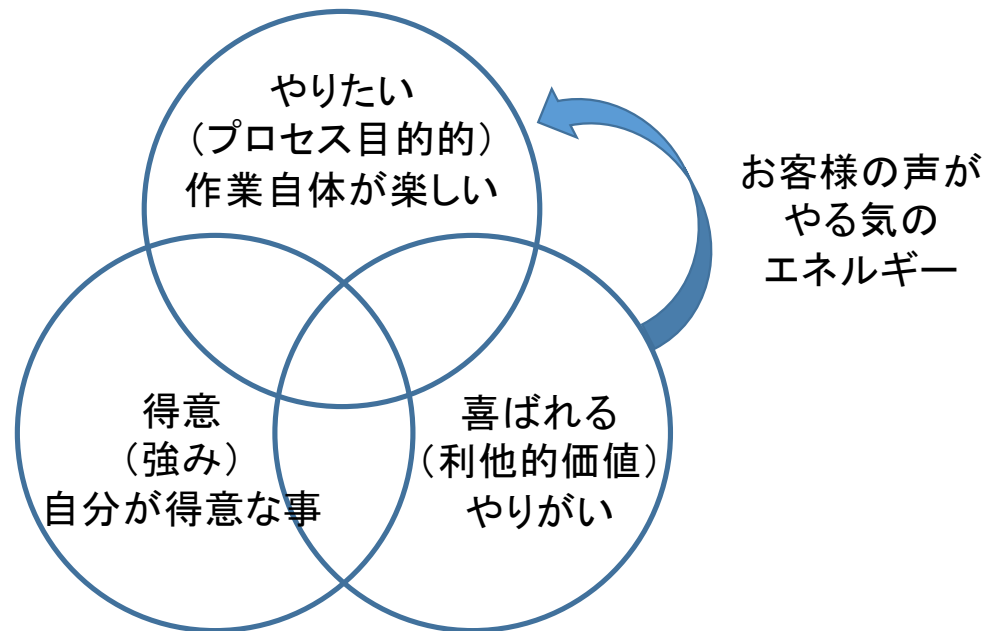 やりたい
（プロセス目的的）
作業自体が楽しい
お客様の声が
やる気の
エネルギー
得意
（強み）
自分が得意な事
喜ばれる
（利他的価値）
やりがい